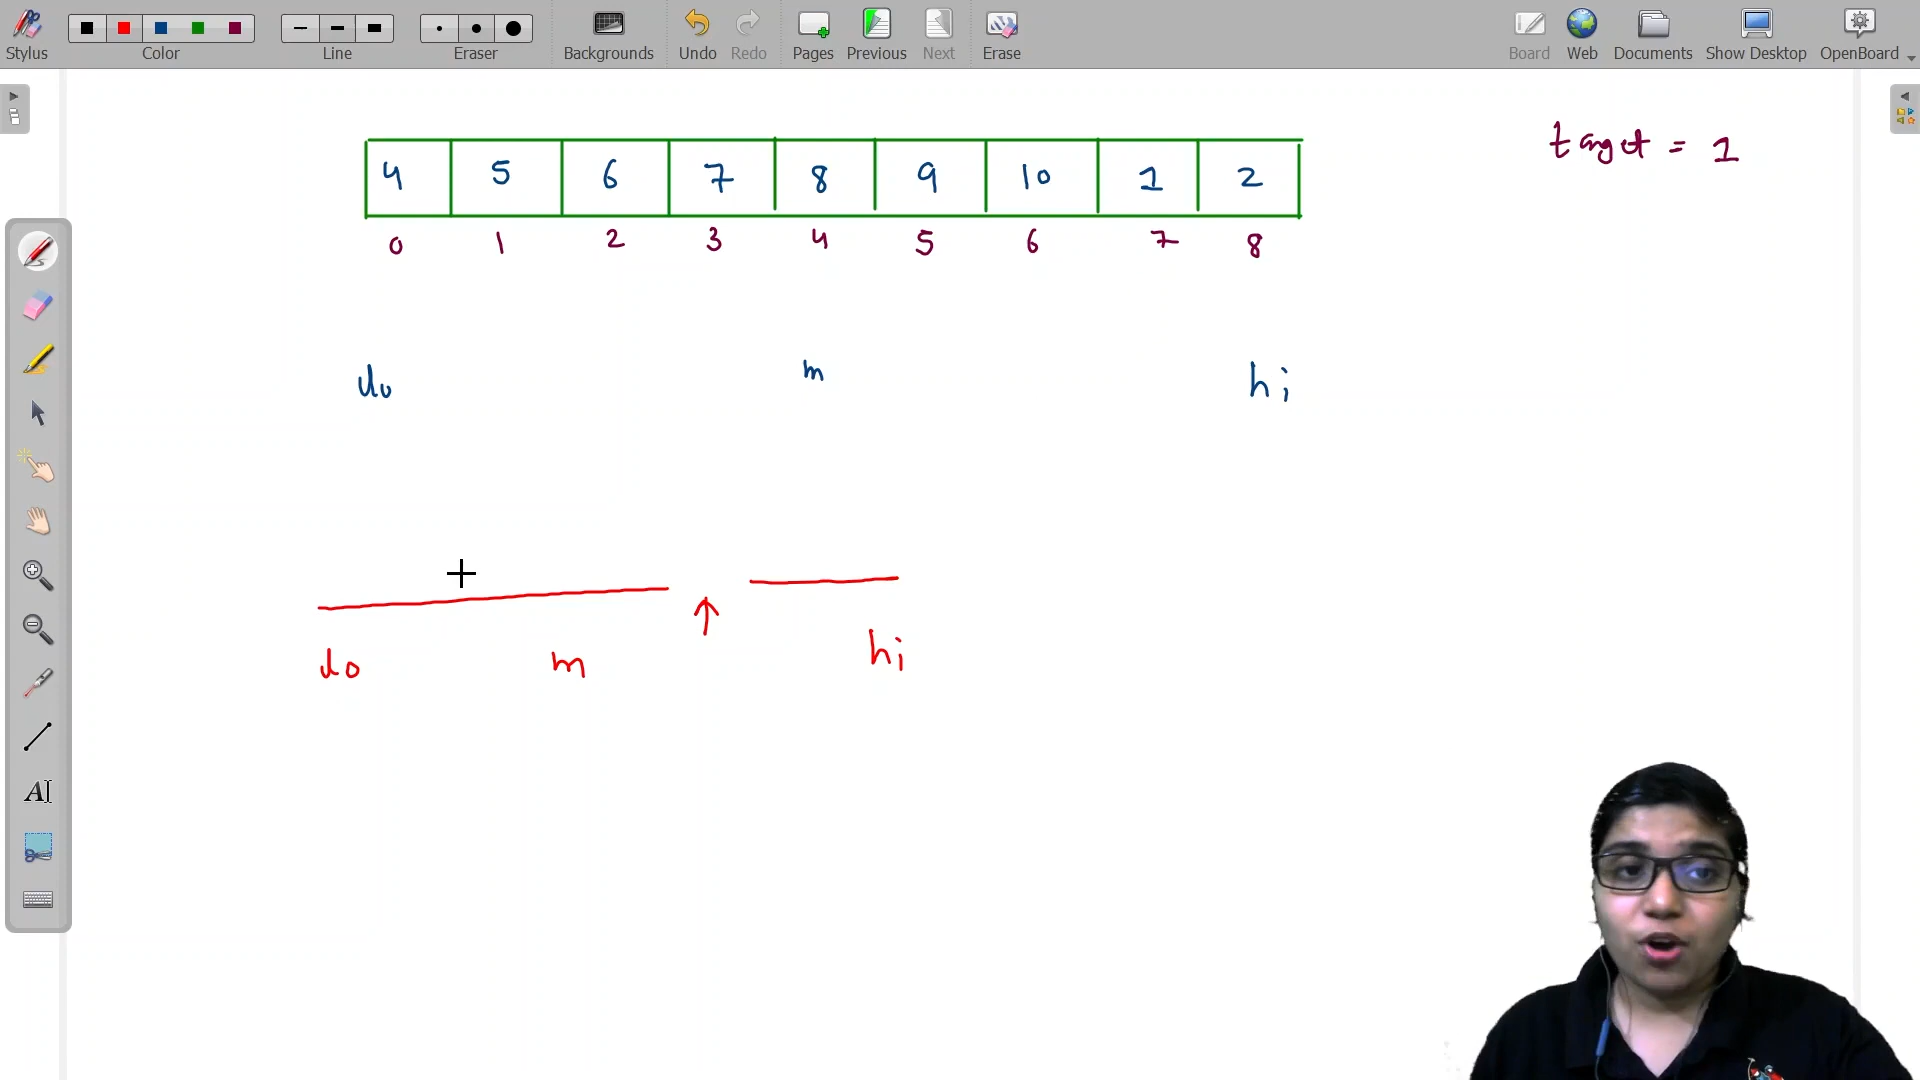 Stylus Color Line Eraser Backgrounds Undo Redo Pages Previous Next Erase Board Web Documents Show Desktop OpenBoard
target = 1
4 5 6 7 8 9 10 1 2
0 1 2 3 4 5 6 7 8
lo m hi
lo m hi
AI